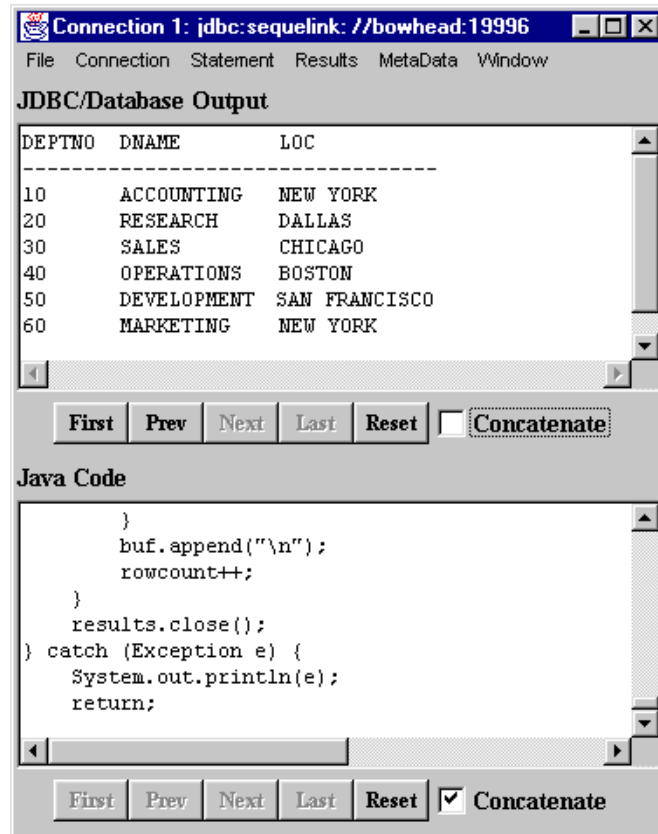 Connection 1: jdbc:sequelink: //bowhead:19996
File Connection Statement Results MetaData Window
JDBC/Database Output
DEPTNO DNAME LOC
----------------------------------
10 ACCOUNTING NEW YORK
20 RESEARCH DALLAS
30 SALES CHICAGO
40 OPERATIONS BOSTON
50 DEVELOPMENT SAN FRANCISCO
60 MARKETING NEW YORK
First Prev Next Last Reset Concatenate
Java Code
}
buf.append("\n");
rowcount++;
}
results.close();
} catch (Exception e) {
System.out.println(e);
return;
First Prev Next Last Reset Concatenate